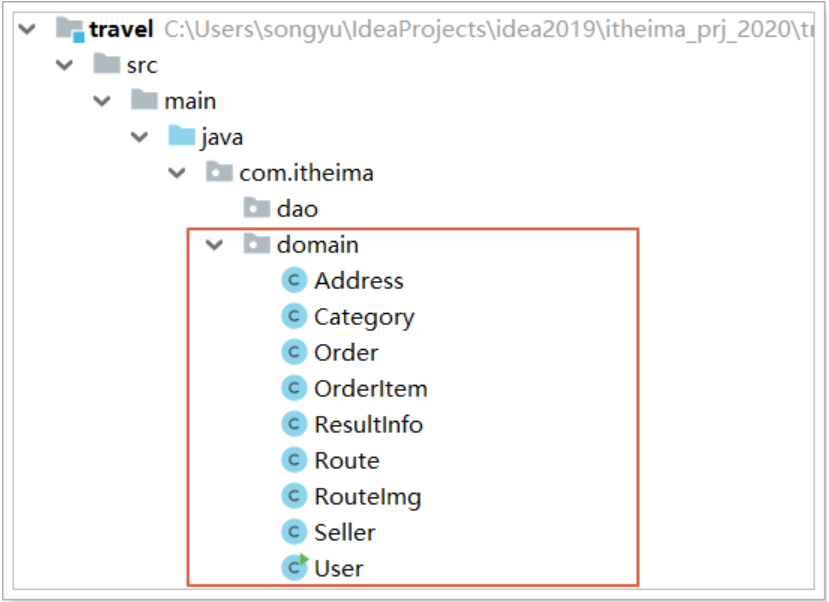 travel C:\Users\songyu\IdeaProjects\idea2019\itheima_prj_2020\tr
src
main
java
com.itheima
dao
domain
C Address
C Category
C Order
C OrderItem
C ResultInfo
C Route
C RouteImg
C Seller
C User